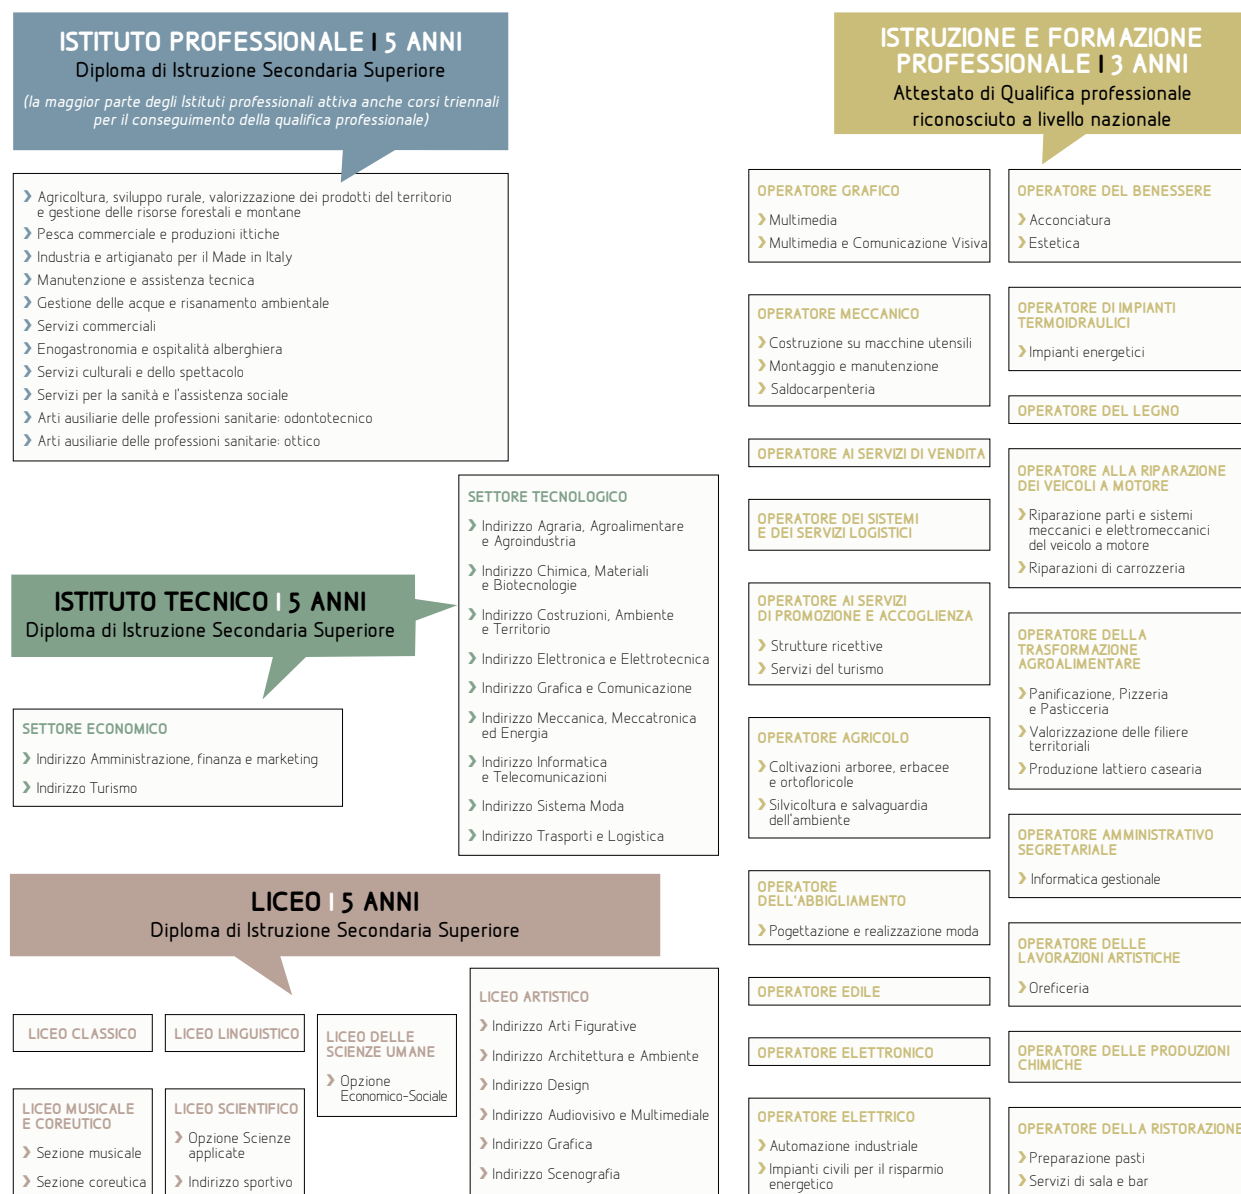 ISTITUTO PROFESSIONALE | 5 ANNI
Diploma di Istruzione Secondaria Superiore
(la maggior parte degli Istituti professionali attiva anche corsi triennali
per il conseguimento della qualifica professionale)
Agricoltura, sviluppo rurale, valorizzazione dei prodotti del territorio
e gestione delle risorse forestali e montane
Pesca commerciale e produzioni ittiche
Industria e artigianato per il Made in Italy
Manutenzione e assistenza tecnica
Gestione delle acque e risanamento ambientale
Servizi commerciali
Enogastronomia e ospitalità alberghiera
Servizi culturali e dello spettacolo
Servizi per la sanità e l'assistenza sociale
Arti ausiliarie delle professioni sanitarie: odontotecnico
Arti ausiliarie delle professioni sanitarie: ottico
ISTITUTO TECNICO | 5 ANNI
Diploma di Istruzione Secondaria Superiore
SETTORE ECONOMICO
Indirizzo Amministrazione, finanza e marketing
Indirizzo Turismo
SETTORE TECNOLOGICO
Indirizzo Agraria, Agroalimentare
e Agroindustria
Indirizzo Chimica, Materiali
e Biotecnologie
Indirizzo Costruzioni, Ambiente
e Territorio
Indirizzo Elettronica e Elettrotecnica
Indirizzo Grafica e Comunicazione
Indirizzo Meccanica, Meccatronica
ed Energia
Indirizzo Informatica
e Telecomunicazioni
Indirizzo Sistema Moda
Indirizzo Trasporti e Logistica
LICEO | 5 ANNI
Diploma di Istruzione Secondaria Superiore
LICEO CLASSICO
LICEO LINGUISTICO
LICEO DELLE
SCIENZE UMANE
Opzione
Economico-Sociale
LICEO MUSICALE
E COREUTICO
Sezione musicale
Sezione coreutica
LICEO SCIENTIFICO
Opzione Scienze
applicate
Indirizzo sportivo
LICEO ARTISTICO
Indirizzo Arti Figurative
Indirizzo Architettura e Ambiente
Indirizzo Design
Indirizzo Audiovisivo e Multimediale
Indirizzo Grafica
Indirizzo Scenografia
ISTRUZIONE E FORMAZIONE
PROFESSIONALE | 3 ANNI
Attestato di Qualifica professionale
riconosciuto a livello nazionale
OPERATORE GRAFICO
Multimedia
Multimedia e Comunicazione Visiva
OPERATORE MECCANICO
Costruzione su macchine utensili
Montaggio e manutenzione
Saldocarpenteria
OPERATORE AI SERVIZI DI VENDITA
OPERATORE DEI SISTEMI
E DEI SERVIZI LOGISTICI
OPERATORE AI SERVIZI
DI PROMOZIONE E ACCOGLIENZA
Strutture ricettive
Servizi del turismo
OPERATORE AGRICOLO
Coltivazioni arboree, erbacee
e ortofloricole
Silvicoltura e salvaguardia
dell'ambiente
OPERATORE
DELL'ABBIGLIAMENTO
Pogettazione e realizzazione moda
OPERATORE EDILE
OPERATORE ELETTRONICO
OPERATORE ELETTRICO
Automazione industriale
Impianti civili per il risparmio
energetico
OPERATORE DEL BENESSERE
Acconciatura
Estetica
OPERATORE DI IMPIANTI
TERMOIDRAULICI
Impianti energetici
OPERATORE DEL LEGNO
OPERATORE ALLA RIPARAZIONE
DEI VEICOLI A MOTORE
Riparazione parti e sistemi
meccanici e elettromeccanici
del veicolo a motore
Riparazioni di carrozzeria
OPERATORE DELLA
TRASFORMAZIONE
AGROALIMENTARE
Panificazione, Pizzeria
e Pasticceria
Valorizzazione delle filiere
territoriali
Produzione lattiero casearia
OPERATORE AMMINISTRATIVO
SEGRETARIALE
Informatica gestionale
OPERATORE DELLE
LAVORAZIONI ARTISTICHE
Oreficeria
OPERATORE DELLE PRODUZIONI
CHIMICHE
OPERATORE DELLA RISTORAZIONE
Preparazione pasti
Servizi di sala e bar